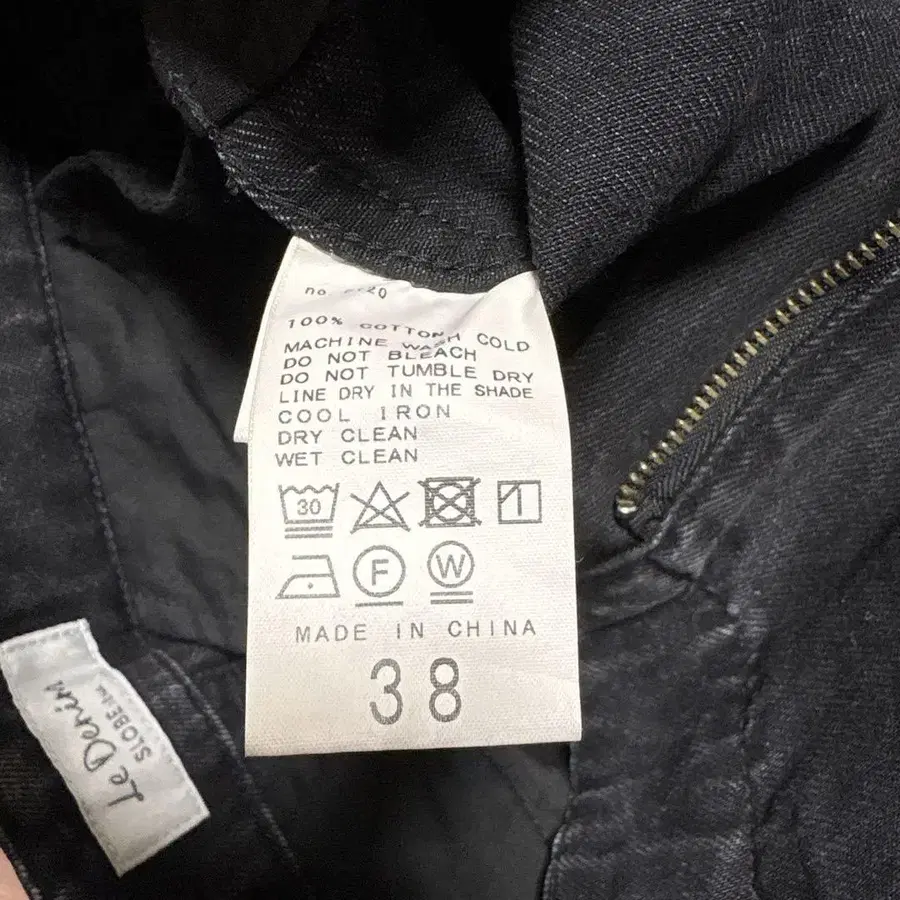 no
100% COTTON
MACHINE WASH COLD
DO NOT BLEACH
DO NOT TUMBLE DRY
LINE DRY IN THE SHADE
COOL IRON
DRY CLEAN
WET CLEAN
30
F W
MADE IN CHINA
38
Le Denim
SLOBE